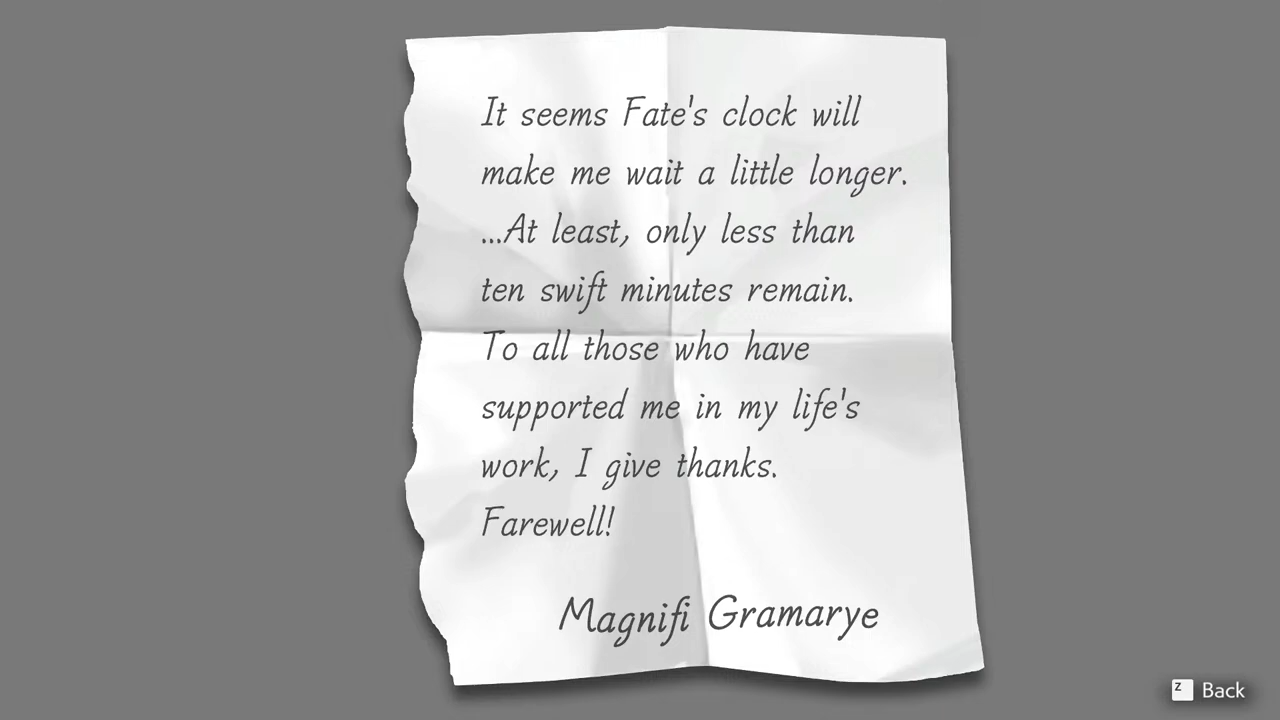 It seems Fate's clock will
make me wait a little longer.
...At least, only less than
ten swift minutes remain.
To all those who have
supported me in my life's
work, I give thanks.
Farewell!
Magnifi Gramarye
Z Back